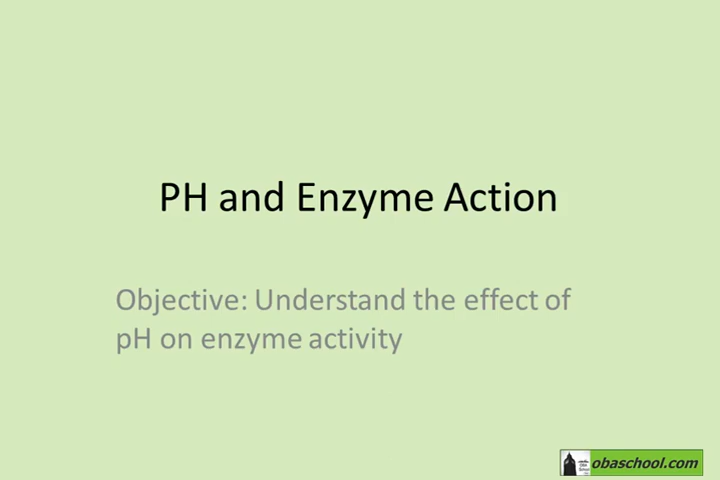 PH and Enzyme Action
Objective: Understand the effect of
pH on enzyme activity
obaschool.com